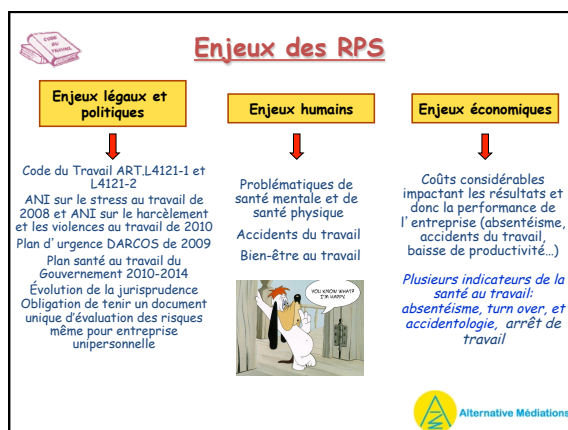 CODE
DU
TRAVAIL
Enjeux des RPS
Enjeux légaux et
politiques
Code du Travail ART.L4121-1 et
L4121-2
ANI sur le stress au travail de
2008 et ANI sur le harcèlement
et les violences au travail de 2010
Plan d'urgence DARCOS de 2009
Plan santé au travail du
Gouvernement 2010-2014
Évolution de la jurisprudence
Obligation de tenir un document
unique d'évaluation des risques
même pour entreprise
unipersonnelle
Enjeux humains
Problématiques de
santé mentale et de
santé physique
Accidents du travail
Bien-être au travail
YOU KNOW WHAT?
I'M HAPPY.
Enjeux économiques
Coûts considérables
impactant les résultats et
donc la performance de
l'entreprise (absentéisme,
accidents du travail,
baisse de productivité…)
Plusieurs indicateurs de la
santé au travail:
absentéisme, turn over, et
accidentologie, arrêt de
travail
Alternative Médiations